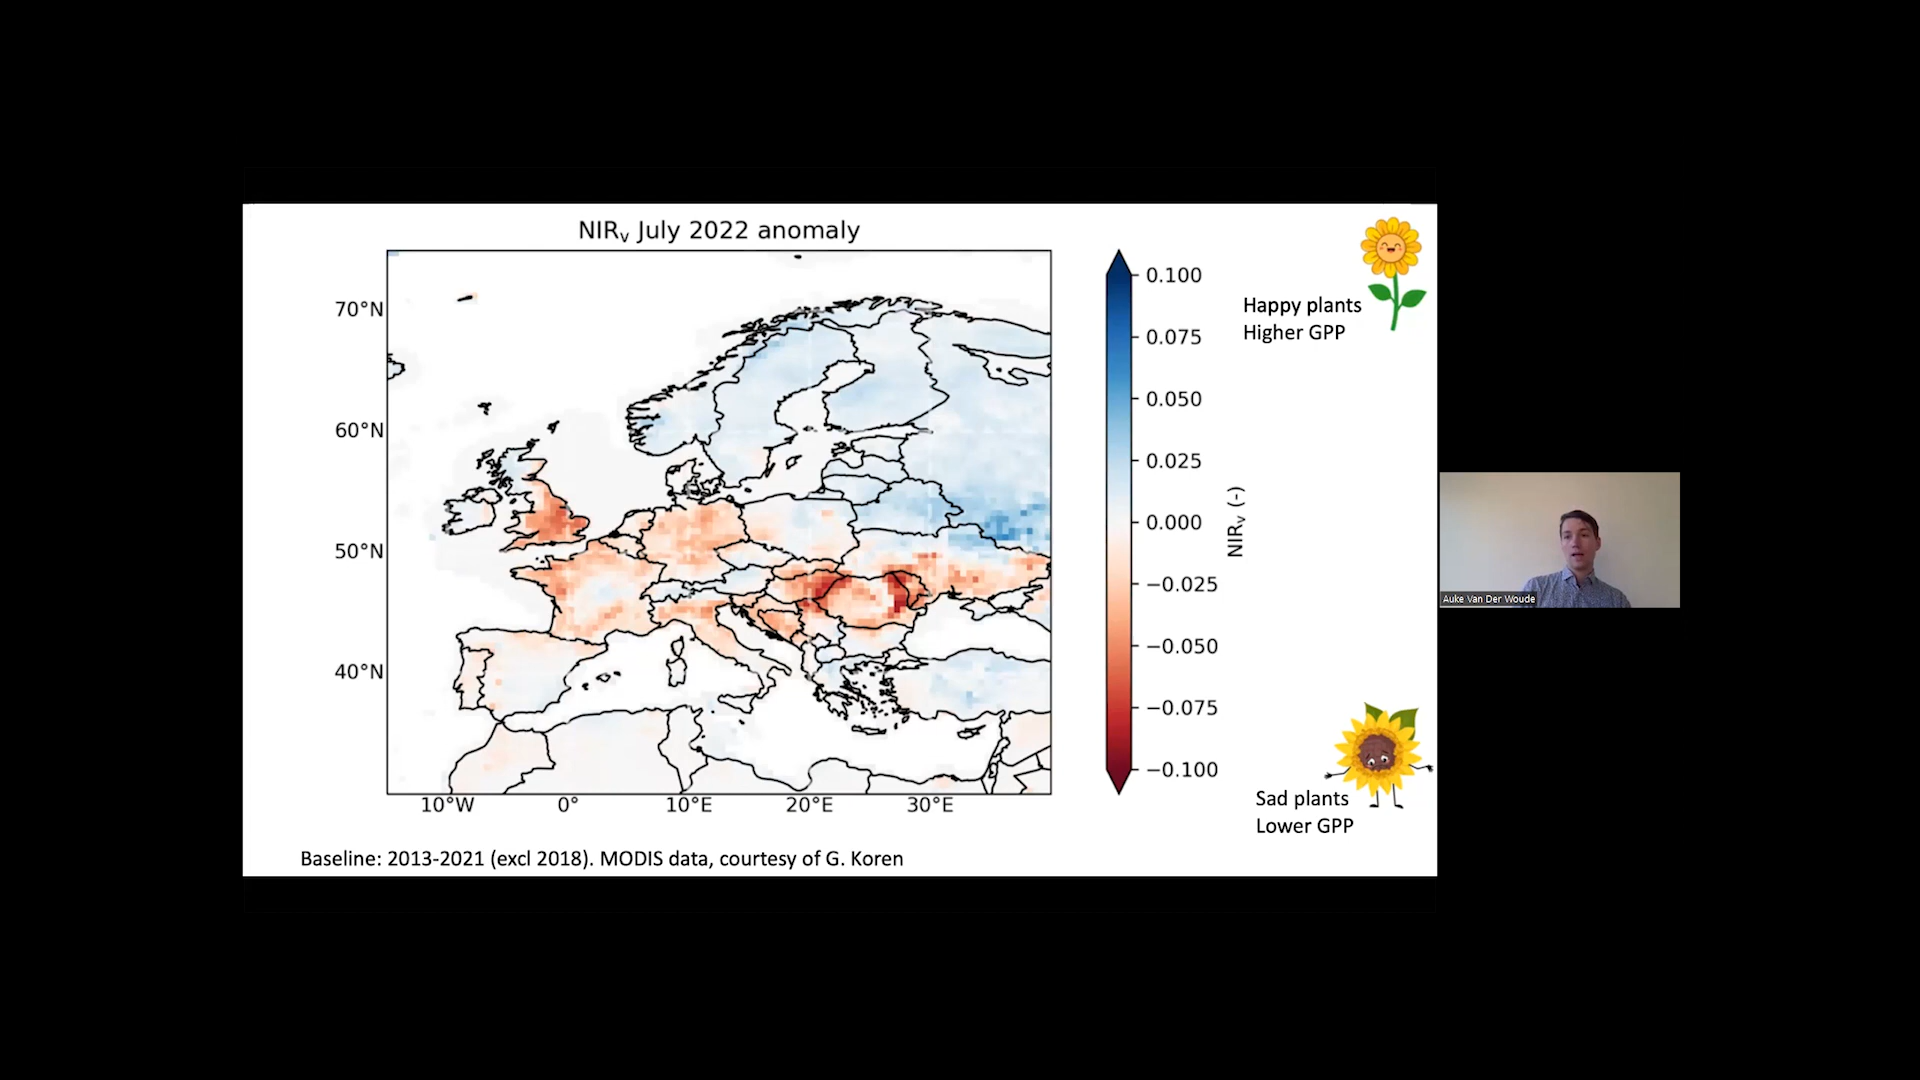 NIRv July 2022 anomaly
70°N
60°N
50°N
40°N
10°W 0° 10°E 20°E 30°E
0.100
0.075
0.050
0.025
0.000
−0.025
−0.050
−0.075
−0.100
NIRv (-)
Happy plants
Higher GPP
Sad plants
Lower GPP
Baseline: 2013-2021 (excl 2018). MODIS data, courtesy of G. Koren
Auke Van Der Woude